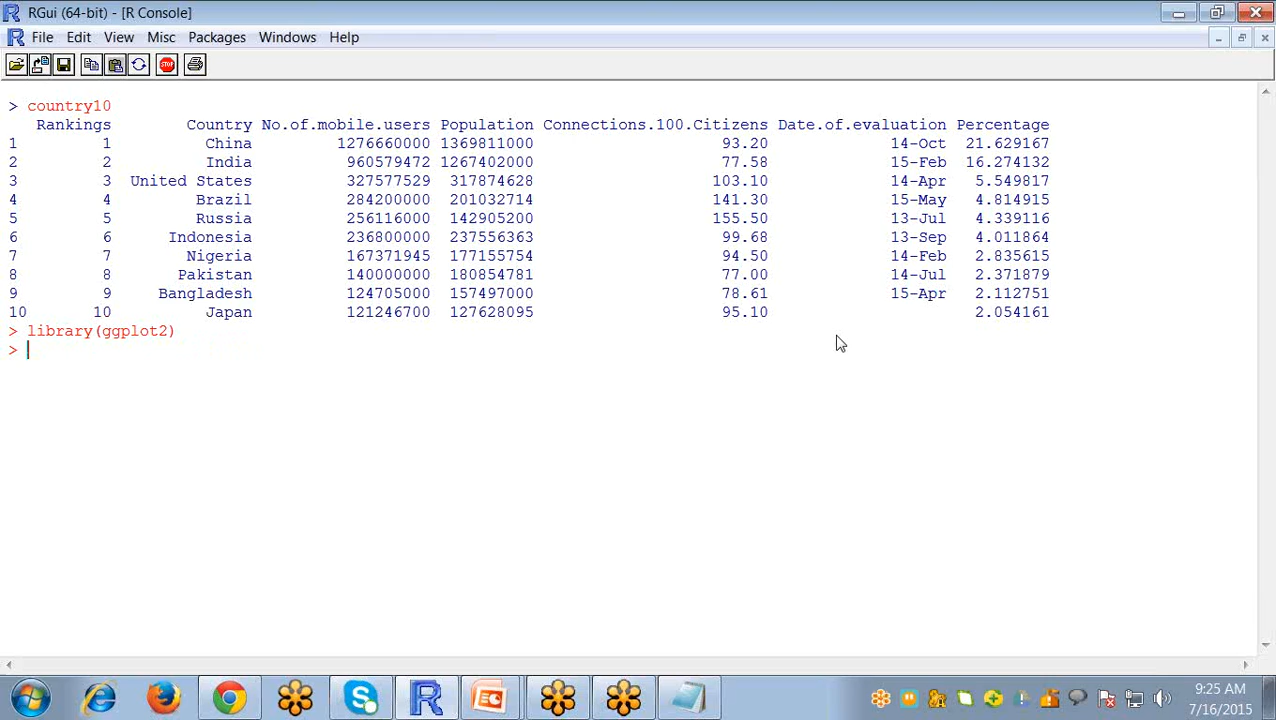 RGui (64-bit) - [R Console]
File Edit View Misc Packages Windows Help
STOP
> country10
Rankings Country No.of.mobile.users Population Connections.100.Citizens Date.of.evaluation Percentage
1 1 China 1276660000 1369811000 93.20 14-Oct 21.629167
2 2 India 960579472 1267402000 77.58 15-Feb 16.274132
3 3 United States 327577529 317874628 103.10 14-Apr 5.549817
4 4 Brazil 284200000 201032714 141.30 15-May 4.814915
5 5 Russia 256116000 142905200 155.50 13-Jul 4.339116
6 6 Indonesia 236800000 237556363 99.68 13-Sep 4.011864
7 7 Nigeria 167371945 177155754 94.50 14-Feb 2.835615
8 8 Pakistan 140000000 180854781 77.00 14-Jul 2.371879
9 9 Bangladesh 124705000 157497000 78.61 15-Apr 2.112751
10 10 Japan 121246700 127628095 95.10 2.054161
> library(ggplot2)
>
9:25 AM
7/16/2015